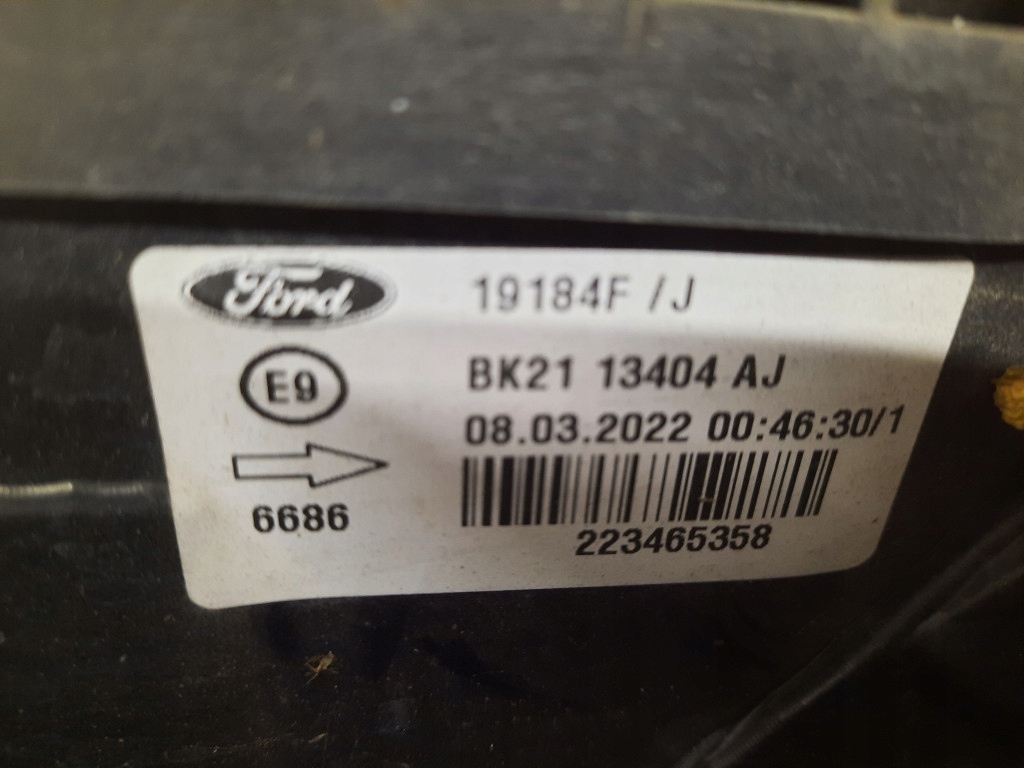 Ford
19184F /J
E9
BK21 13404 AJ
08.03.2022 00:46:30/1
6686
223465358